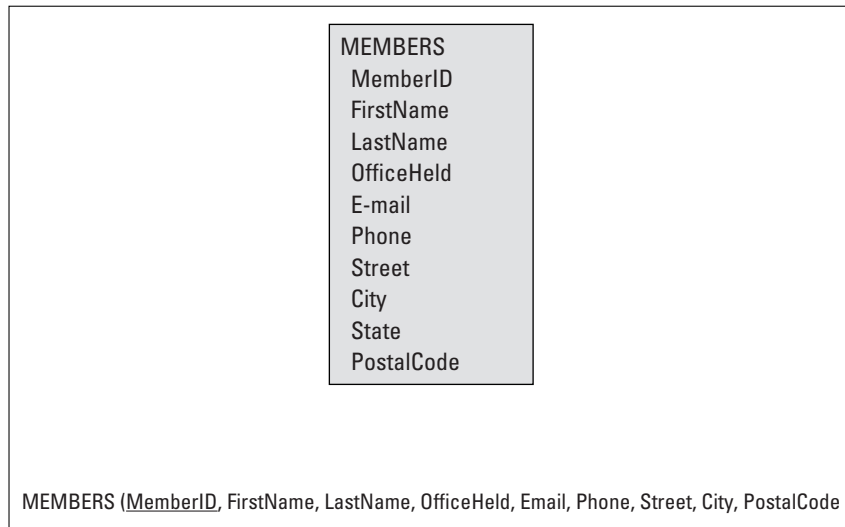 MEMBERS
MemberID
FirstName
LastName
OfficeHeld
E-mail
Phone
Street
City
State
PostalCode
MEMBERS (MemberID, FirstName, LastName, OfficeHeld, Email, Phone, Street, City, PostalCode